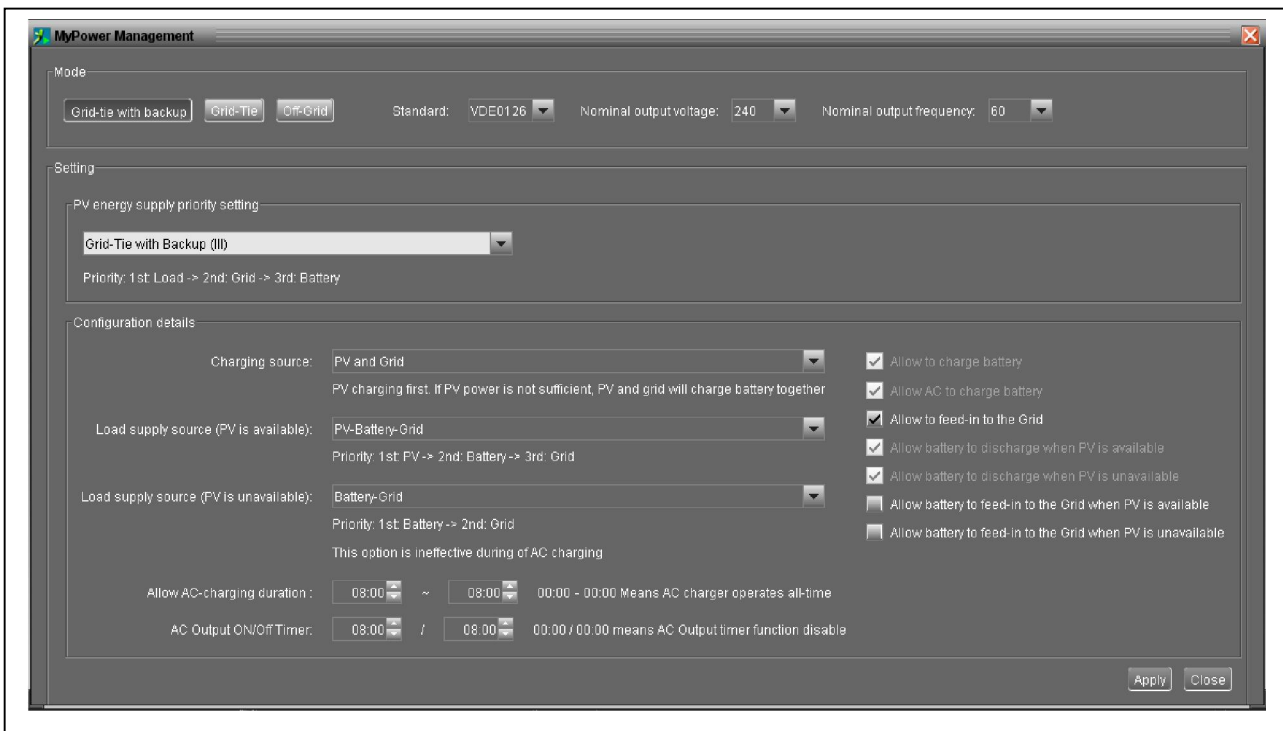 MyPower Management
Mode
Grid-tie with backup Grid-Tie Off-Grid Standard: VDE0126 Nominal output voltage: 240 Nominal output frequency: 60
Setting
PV energy supply priority setting
Grid-Tie with Backup (III)
Priority: 1st: Load -> 2nd: Grid -> 3rd: Battery
Configuration details
Charging source: PV and Grid
PV charging first. If PV power is not sufficient, PV and grid will charge battery together
Load supply source (PV is available): PV-Battery-Grid
Priority: 1st: PV -> 2nd: Battery -> 3rd: Grid
Load supply source (PV is unavailable): Battery-Grid
Priority: 1st: Battery -> 2nd: Grid
This option is ineffective during of AC charging
Allow to charge battery
Allow AC to charge battery
Allow to feed-in to the Grid
Allow battery to discharge when PV is available
Allow battery to discharge when PV is unavailable
Allow battery to feed-in to the Grid when PV is available
Allow battery to feed-in to the Grid when PV is unavailable
Allow AC-charging duration : 08:00 ~ 08:00 00:00 - 00:00 Means AC charger operates all-time
AC Output ON/Off Timer: 08:00 / 08:00 00:00 / 00:00 means AC Output timer function disable
Apply Close